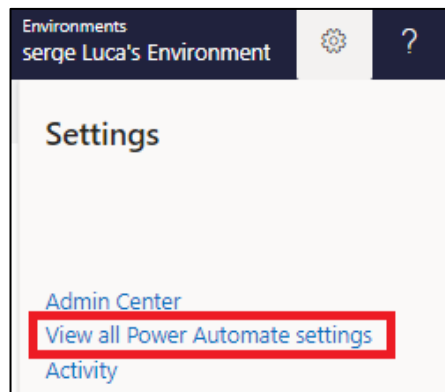 Environments
serge Luca's Environment
?
Settings
Admin Center
View all Power Automate settings
Activity